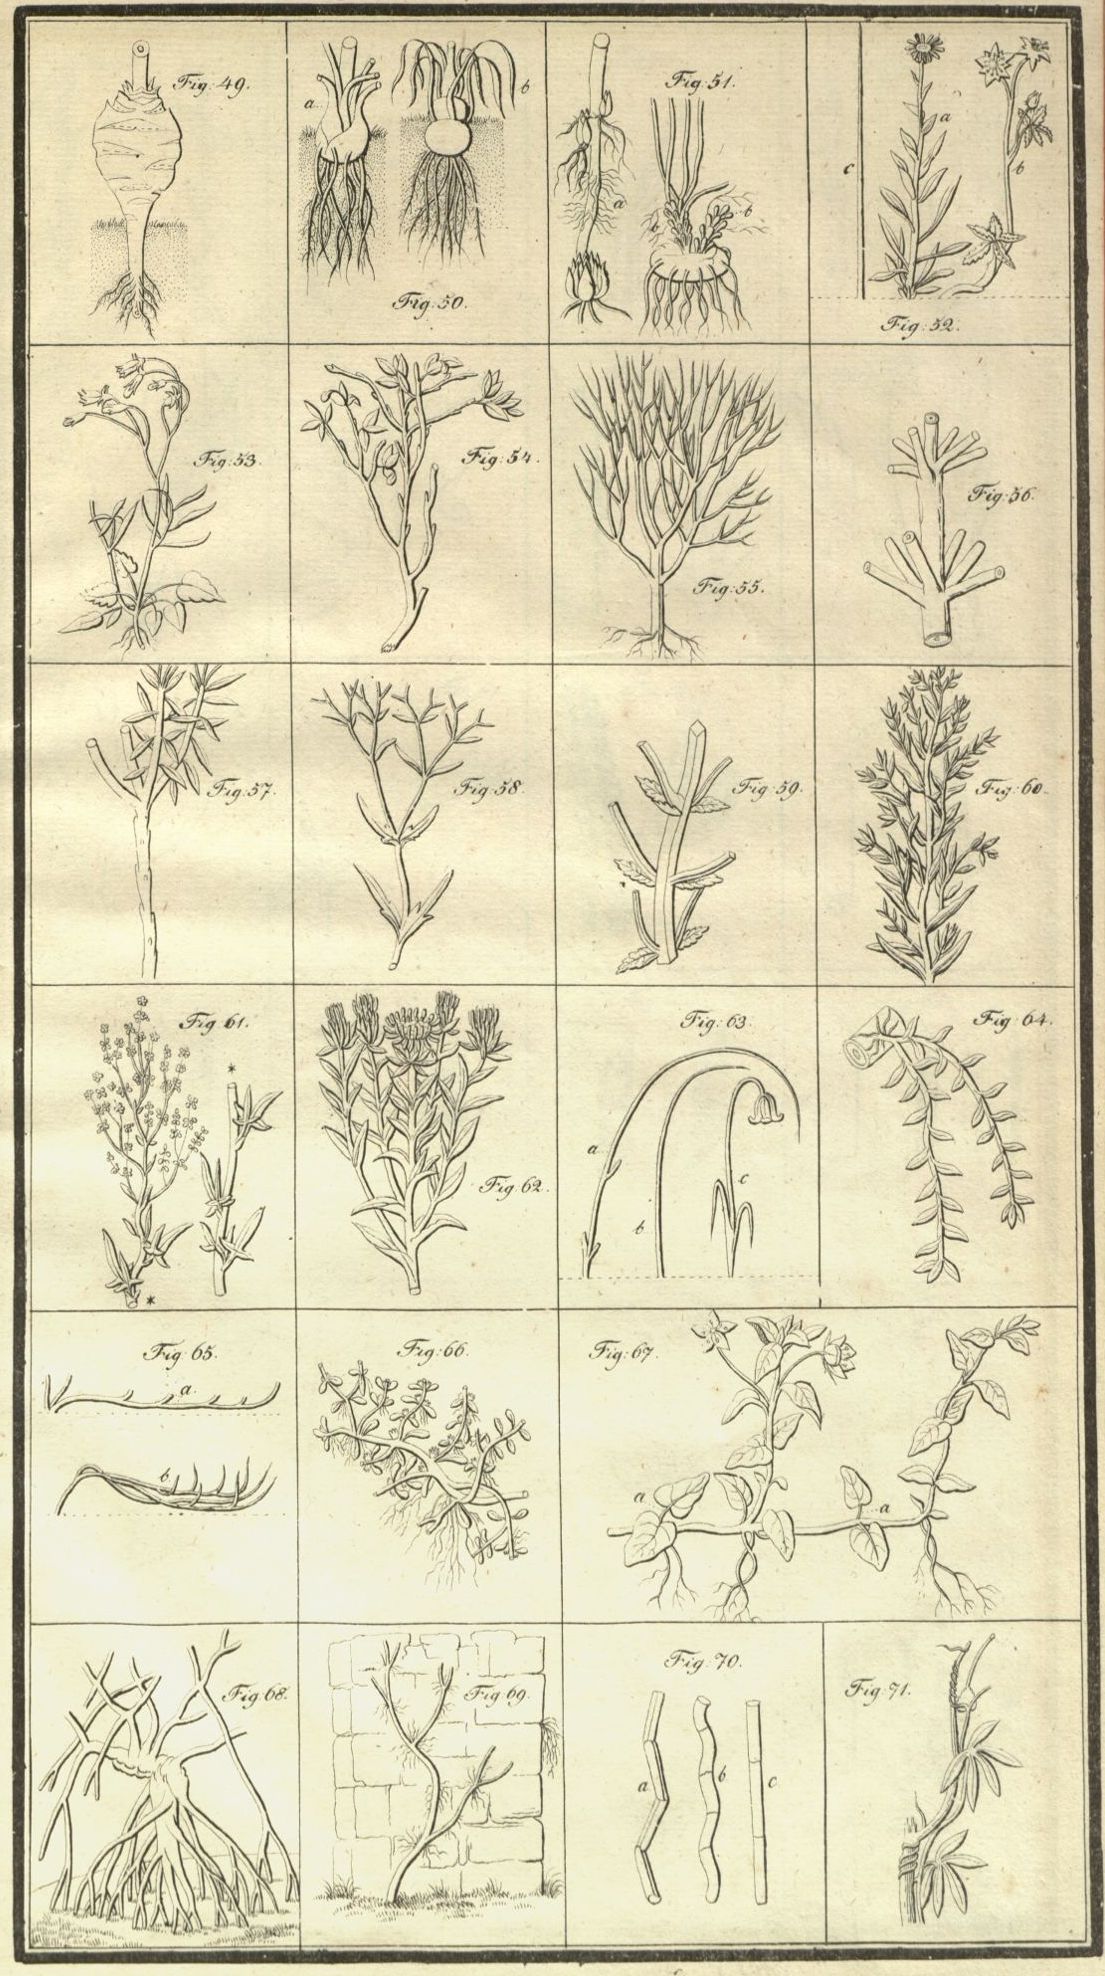 Fig: 49.
a
b
Fig: 50.
Fig: 51.
a
b
b
c
a
b
Fig: 52.
Fig: 53.
Fig: 54.
Fig: 55.
Fig: 56.
Fig: 57.
Fig: 58.
Fig: 59.
Fig: 60.
Fig: 61.
*
*
Fig: 62.
Fig: 63.
a
b
c
Fig: 64.
Fig: 65.
a
b
Fig: 66.
Fig: 67.
a
a
Fig: 68.
Fig: 69.
Fig: 70.
a
b
c
Fig: 71.